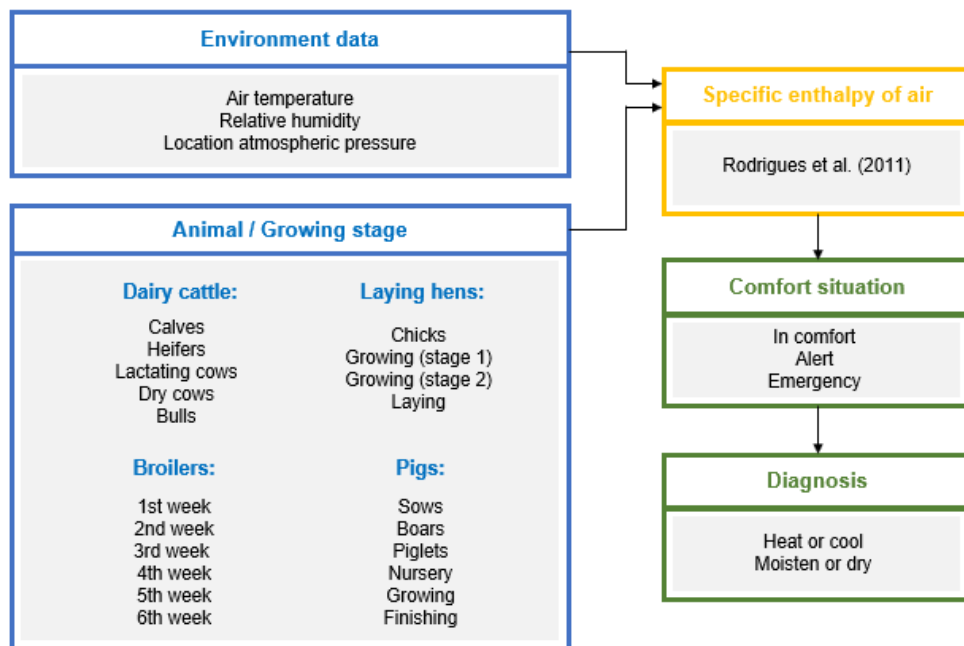 Environment data
Air temperature
Relative humidity
Location atmospheric pressure
Animal / Growing stage
Dairy cattle:
Calves
Heifers
Lactating cows
Dry cows
Bulls
Laying hens:
Chicks
Growing (stage 1)
Growing (stage 2)
Laying
Broilers:
1st week
2nd week
3rd week
4th week
5th week
6th week
Pigs:
Sows
Boars
Piglets
Nursery
Growing
Finishing
Specific enthalpy of air
Rodrigues et al. (2011)
Comfort situation
In comfort
Alert
Emergency
Diagnosis
Heat or cool
Moisten or dry